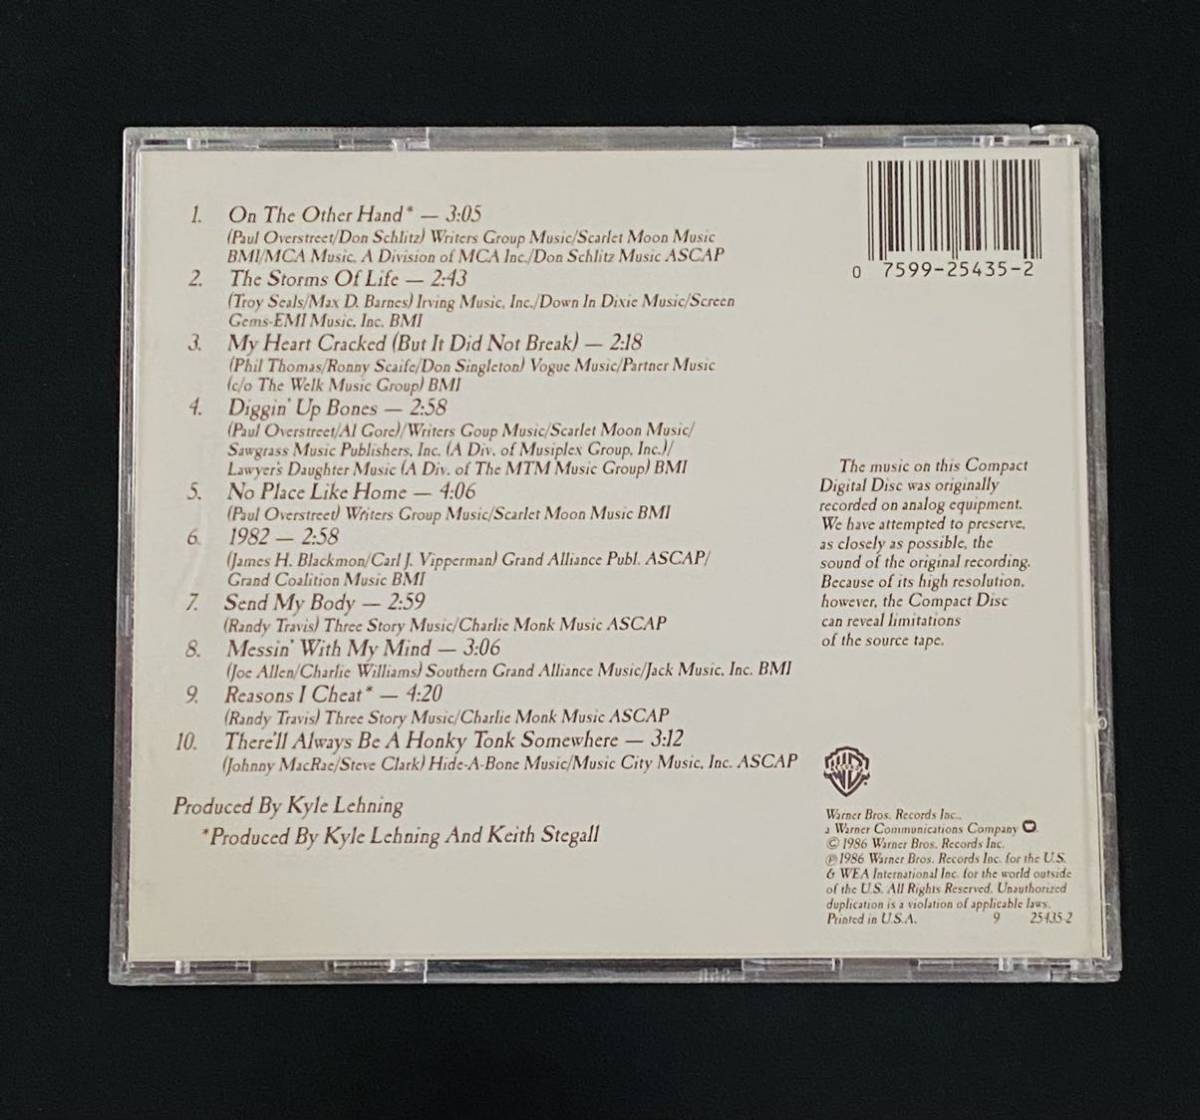 1. On The Other Hand* — 3:05
(Paul Overstreet/Don Schlitz) Writers Group Music/Scarlet Moon Music
BMI/MCA Music, A Division of MCA Inc./Don Schlitz Music ASCAP
2. The Storms Of Life — 2:43
(Troy Seals/Max D. Barnes) Irving Music, Inc./Down In Dixie Music/Screen
Gems-EMI Music, Inc. BMI
3. My Heart Cracked (But It Did Not Break) — 2:18
(Phil Thomas/Ronny Scaife/Don Singleton) Vogue Music/Partner Music
(c/o The Welk Music Group) BMI
4. Diggin' Up Bones — 2:58
(Paul Overstreet/Al Gore)/Writers Goup Music/Scarlet Moon Music/
Sawgrass Music Publishers, Inc. (A Div. of Musiplex Group, Inc.)/
Lawyer's Daughter Music (A Div. of The MTM Music Group) BMI
5. No Place Like Home — 4:06
(Paul Overstreet) Writers Group Music/Scarlet Moon Music BMI
6. 1982 — 2:58
(James H. Blackmon/Carl J. Vipperman) Grand Alliance Publ. ASCAP/
Grand Coalition Music BMI
7. Send My Body — 2:59
(Randy Travis) Three Story Music/Charlie Monk Music ASCAP
8. Messin' With My Mind — 3:06
(Joe Allen/Charlie Williams) Southern Grand Alliance Music/Jack Music, Inc. BMI
9. Reasons I Cheat* — 4:20
(Randy Travis) Three Story Music/Charlie Monk Music ASCAP
10. There'll Always Be A Honky Tonk Somewhere — 3:12
(Johnny MacRae/Steve Clark) Hide-A-Bone Music/Music City Music, Inc. ASCAP
Produced By Kyle Lehning
*Produced By Kyle Lehning And Keith Stegall
0 7599-25435-2
The music on this Compact
Digital Disc was originally
recorded on analog equipment.
We have attempted to preserve,
as closely as possible, the
sound of the original recording.
Because of its high resolution,
however, the Compact Disc
can reveal limitations
of the source tape.
Warner Bros. Records Inc.,
a Warner Communications Company
© 1986 Warner Bros. Records Inc.
℗ 1986 Warner Bros. Records Inc. for the U.S.
& WEA International Inc. for the world outside
of the U.S. All Rights Reserved. Unauthorized
duplication is a violation of applicable laws.
Printed in U.S.A. 9 25435-2